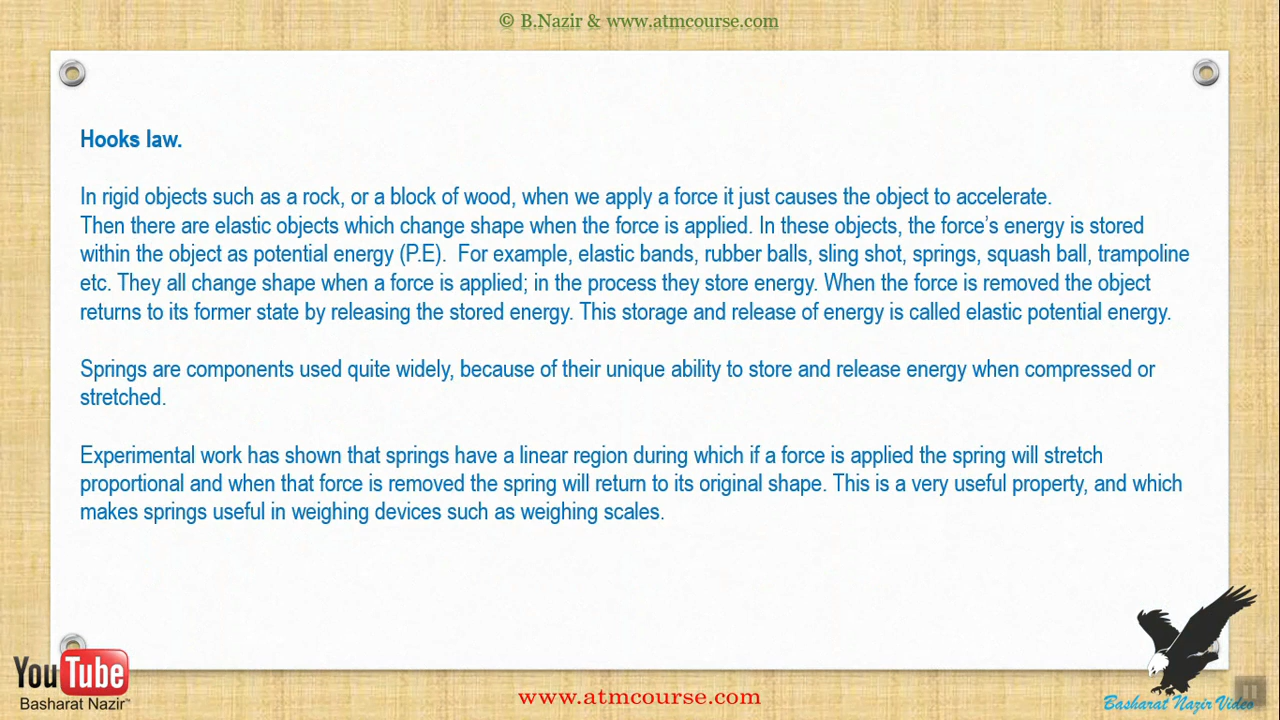 © B.Nazir & www.atmcourse.com
Hooks law.
In rigid objects such as a rock, or a block of wood, when we apply a force it just causes the object to accelerate.
Then there are elastic objects which change shape when the force is applied. In these objects, the force’s energy is stored
within the object as potential energy (P.E).  For example, elastic bands, rubber balls, sling shot, springs, squash ball, trampoline
etc. They all change shape when a force is applied; in the process they store energy. When the force is removed the object
returns to its former state by releasing the stored energy. This storage and release of energy is called elastic potential energy.
Springs are components used quite widely, because of their unique ability to store and release energy when compressed or
stretched.
Experimental work has shown that springs have a linear region during which if a force is applied the spring will stretch
proportional and when that force is removed the spring will return to its original shape. This is a very useful property, and which
makes springs useful in weighing devices such as weighing scales.
YouTube
Basharat Nazir
www.atmcourse.com
Basharat Nazir Video